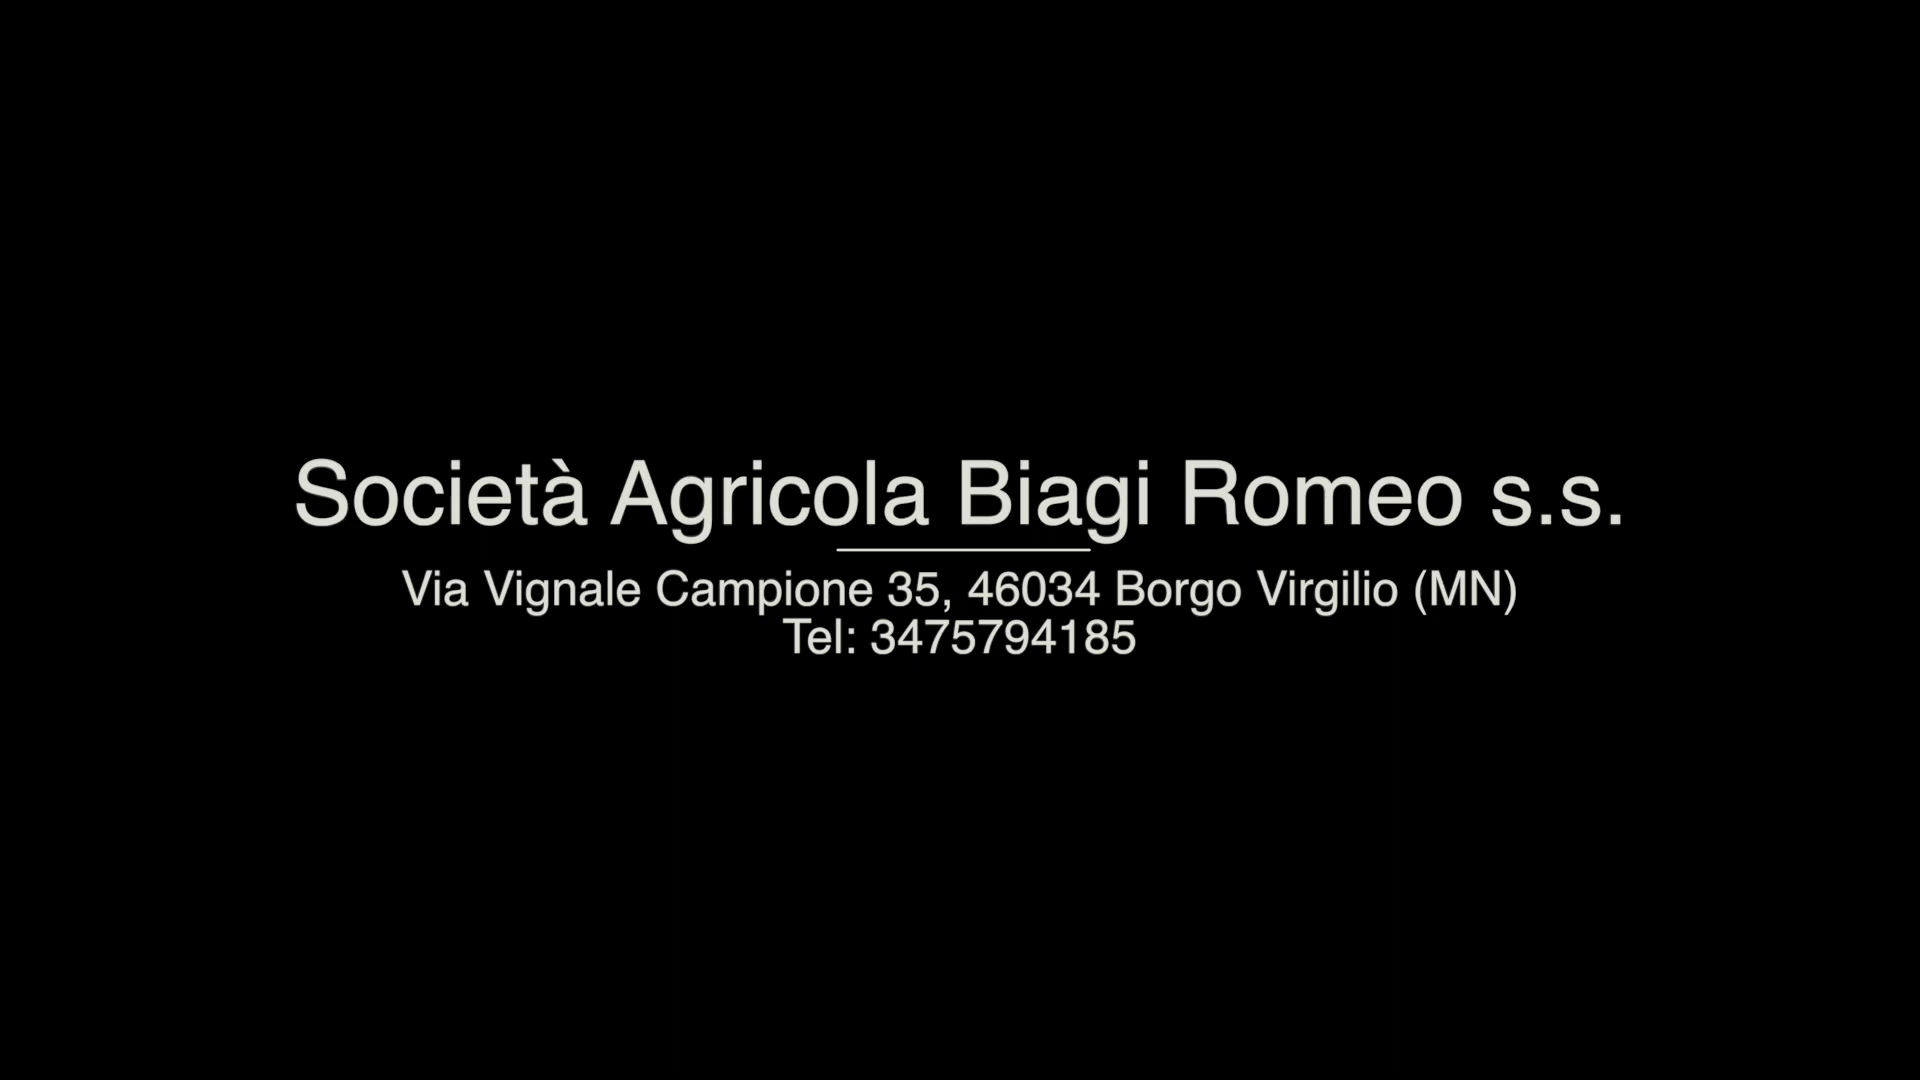 Società Agricola Biagi Romeo s.s.
Via Vignale Campione 35, 46034 Borgo Virgilio (MN)
Tel: 3475794185